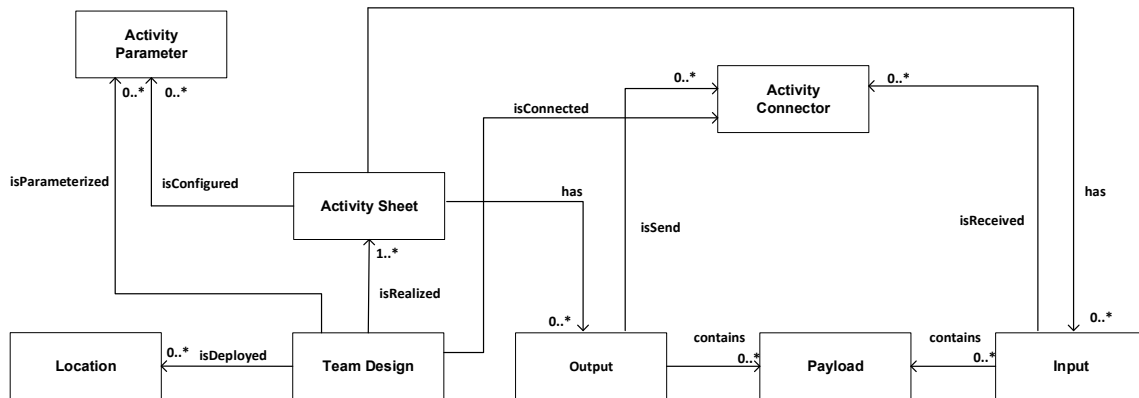 Activity
Parameter
0..*
0..*
0..*
0..*
Activity
Connector
isConnected
isParameterized
isConfigured
has
has
Activity Sheet
isSend
isReceived
1..*
isRealized
0..*
0..*
contains
contains
0..*
isDeployed
0..*
0..*
Location
Team Design
Output
Payload
Input